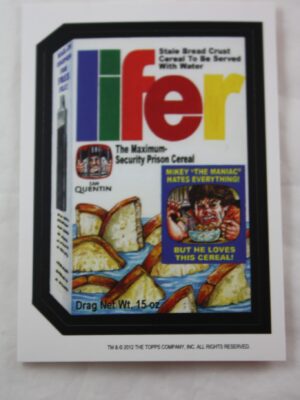 lifer
Stale Bread Crust
Cereal To Be Served
With Water
The Maximum-
Security Prison Cereal
SAN
QUENTIN
MIKEY "THE MANIAC"
HATES EVERYTHING!
BUT HE LOVES
THIS CEREAL!
Drag Net Wt. 15 oz
TM & © 2012 THE TOPPS COMPANY, INC. ALL RIGHTS RESERVED.